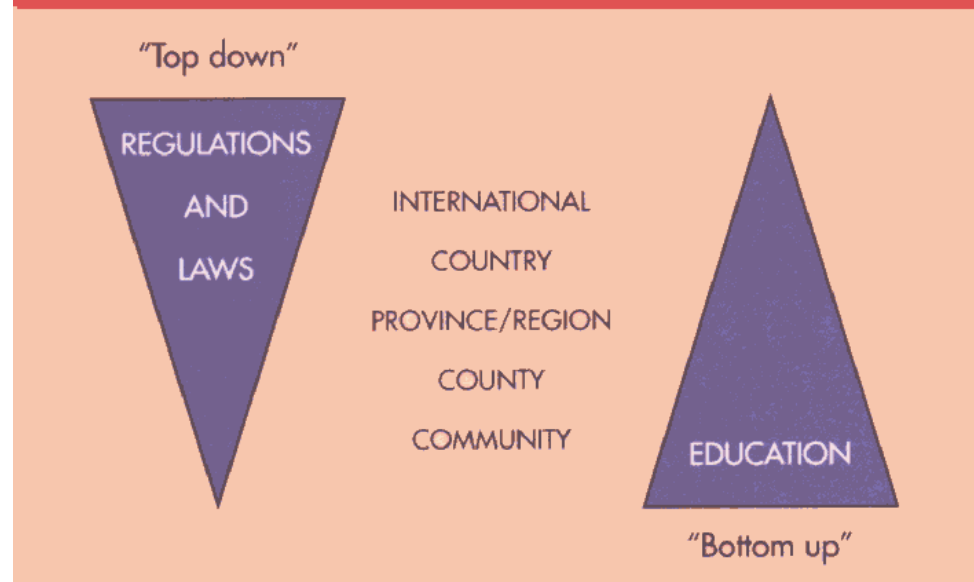 "Top down"
REGULATIONS
AND
LAWS
INTERNATIONAL
COUNTRY
PROVINCE/REGION
COUNTY
COMMUNITY
EDUCATION
"Bottom up"